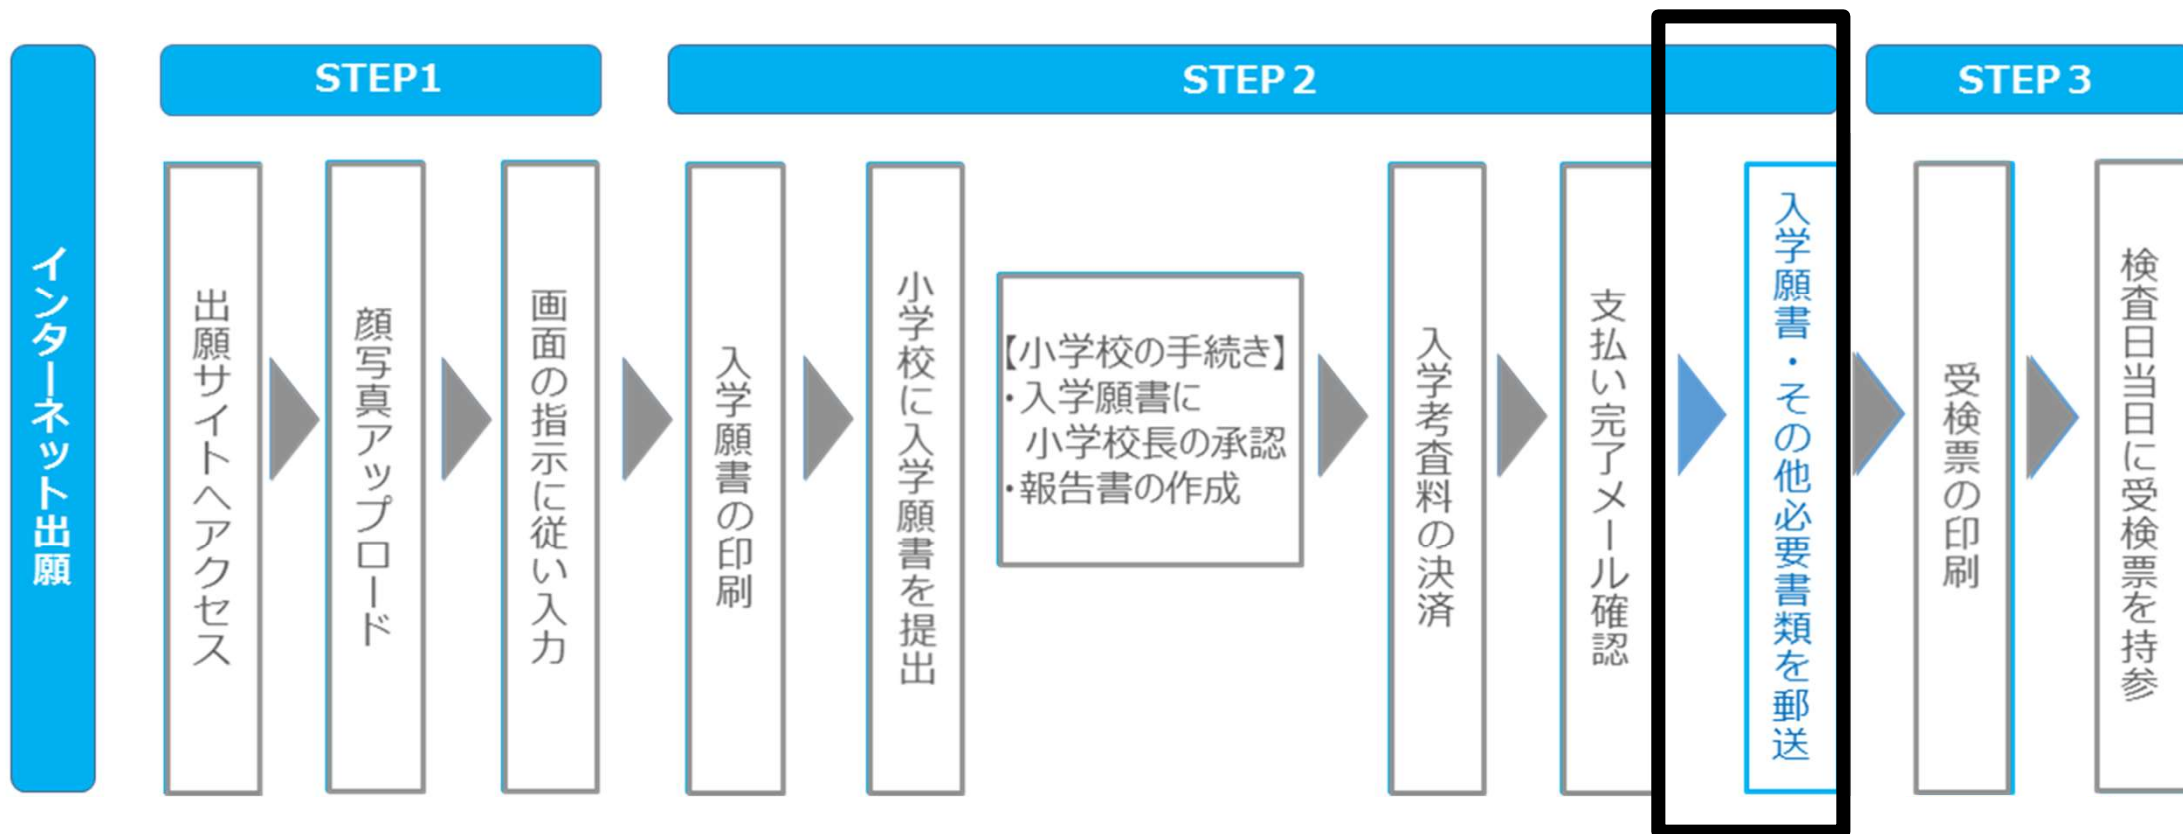 インターネット出願
STEP1
出願サイトへアクセス
顔写真アップロード
画面の指示に従い入力
STEP2
入学願書の印刷
小学校に入学願書を提出
【小学校の手続き】
・入学願書に
小学校長の承認
・報告書の作成
入学考査料の決済
支払い完了メール確認
入学願書・その他必要書類を郵送
STEP3
受検票の印刷
検査日当日に受検票を持参